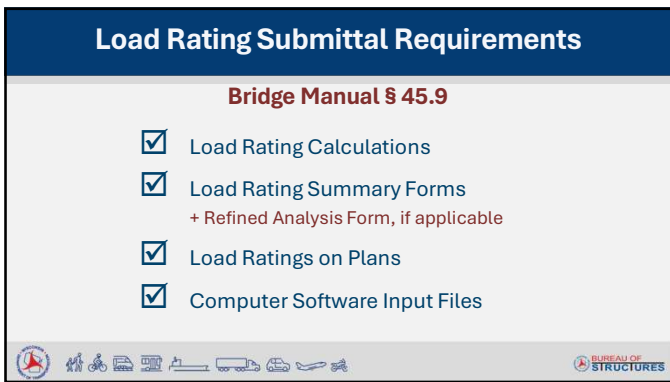 Load Rating Submittal Requirements
Bridge Manual § 45.9
Load Rating Calculations
Load Rating Summary Forms
+ Refined Analysis Form, if applicable
Load Ratings on Plans
Computer Software Input Files
BUREAU OF
STRUCTURES